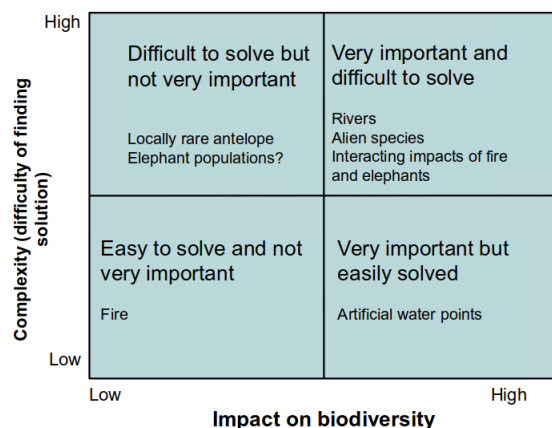 High
Difficult to solve but
not very important
Locally rare antelope
Elephant populations?
Very important and
difficult to solve
Rivers
Alien species
Interacting impacts of fire
and elephants
Complexity (difficulty of finding
solution)
Easy to solve and not
very important
Fire
Very important but
easily solved
Artificial water points
Low
Low
High
Impact on biodiversity